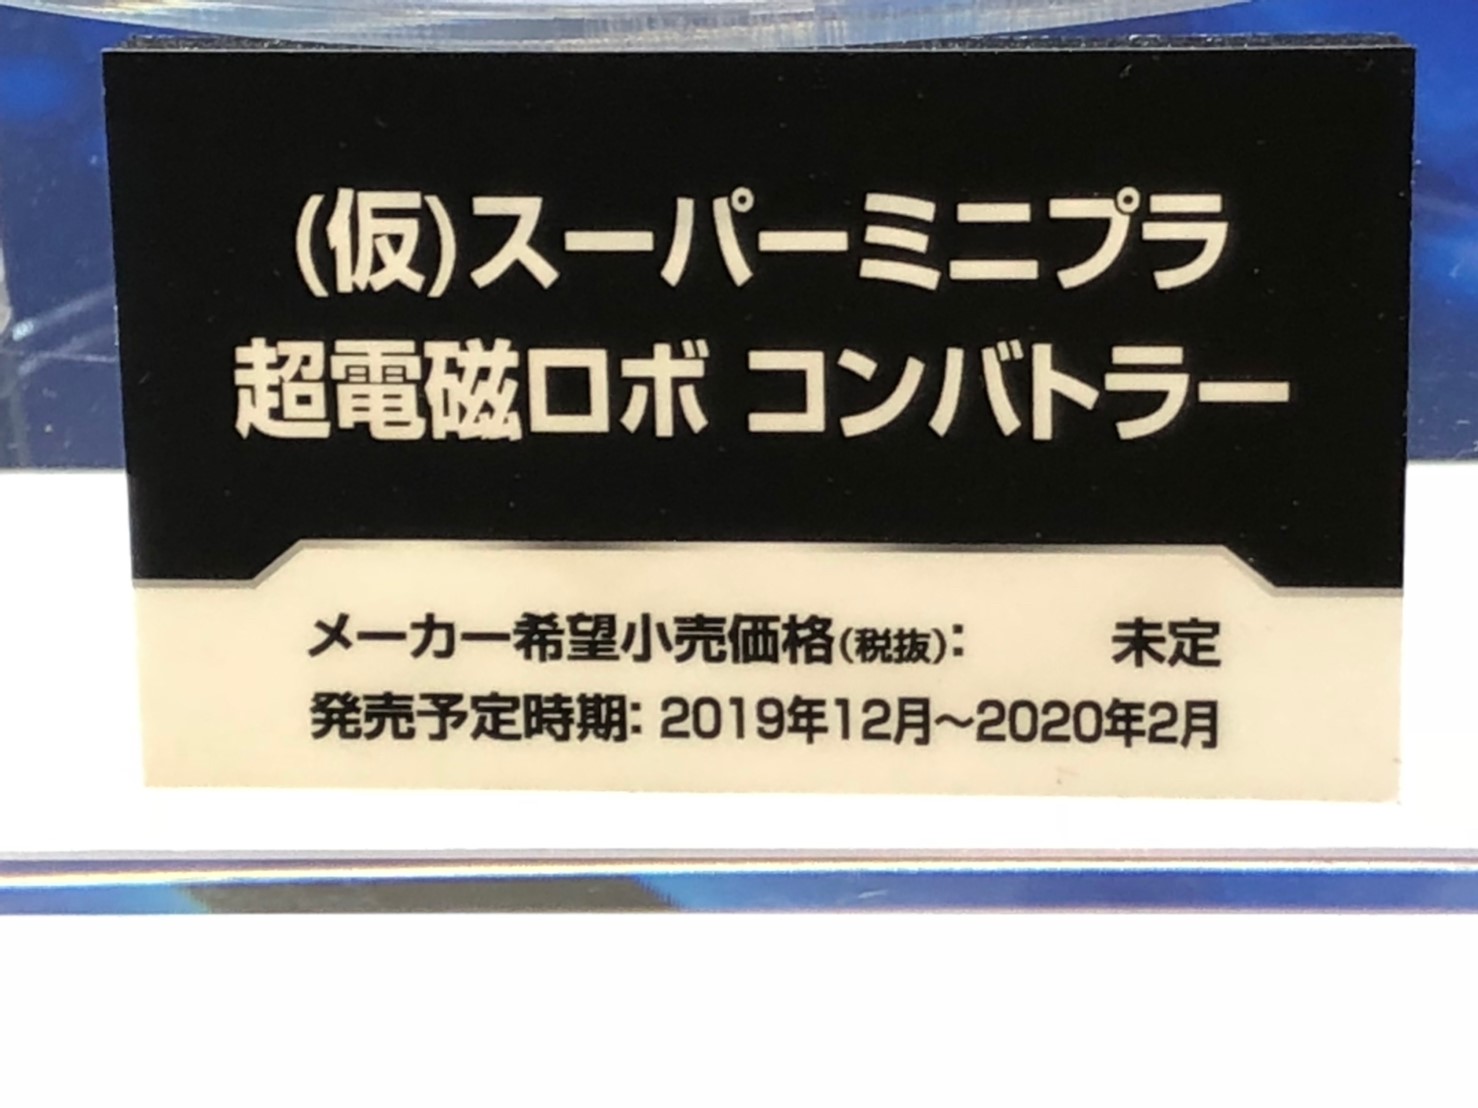 (仮)スーパーミニプラ
超電磁ロボ コンバトラー
メーカー希望小売価格(税抜): 未定
発売予定時期: 2019年12月～2020年2月